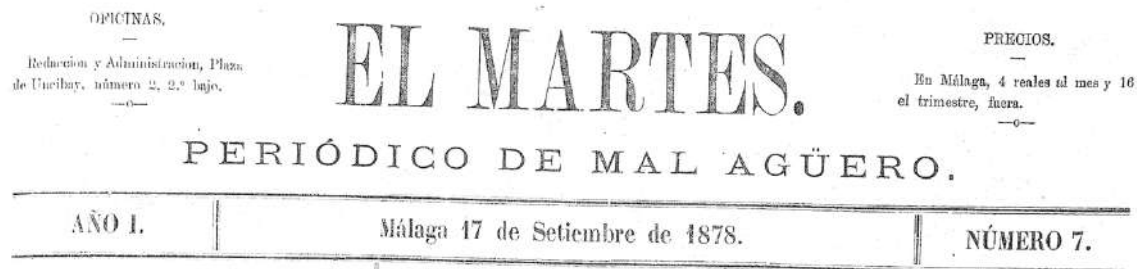 OFICINAS.
Redaccion y Administracion, Plaza
de Uncibay, número 2, 2.º bajo.
EL MARTES.
PRECIOS.
En Málaga, 4 reales al mes y 16
el trimestre, fuera.
PERIÓDICO DE MAL AGÜERO.
AÑO I.
Málaga 17 de Setiembre de 1878.
NÚMERO 7.